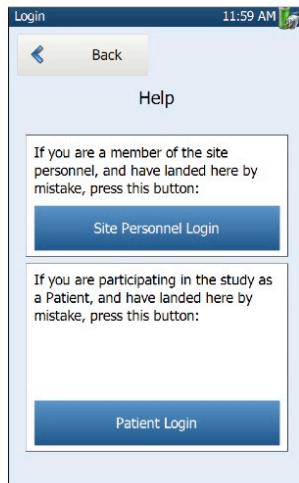 Login 11:59 AM
Back
Help
If you are a member of the site
personnel, and have landed here by
mistake, press this button:
Site Personnel Login
If you are participating in the study as
a Patient, and have landed here by
mistake, press this button:
Patient Login